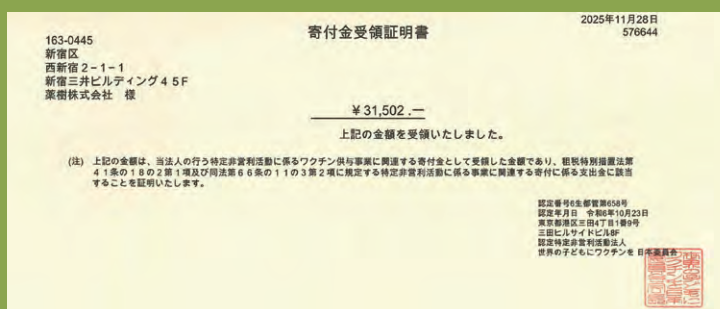 2025年11月28日
576644
寄付金受領証明書
163-0445
新宿区
西新宿2-1-1
新宿三井ビルディング45F
薬樹株式会社 様
¥31,502.—
上記の金額を受領いたしました。
(注) 上記の金額は、当法人の行う特定非営利活動に係るワクチン供与事業に関連する寄付金として受領した金額であり、租税特別措置法第
41条の18の2第1項及び同法第66条の11の3第2項に規定する特定非営利活動に係る事業に関連する寄付に係る支出金に該当
することを証明いたします。
認定番号6生都管第658号
認定年月日 令和6年10月23日
東京都港区三田4丁目1番9号
三田ヒルサイドビル8F
認定特定非営利活動法人
世界の子どもにワクチンを 日本委員会